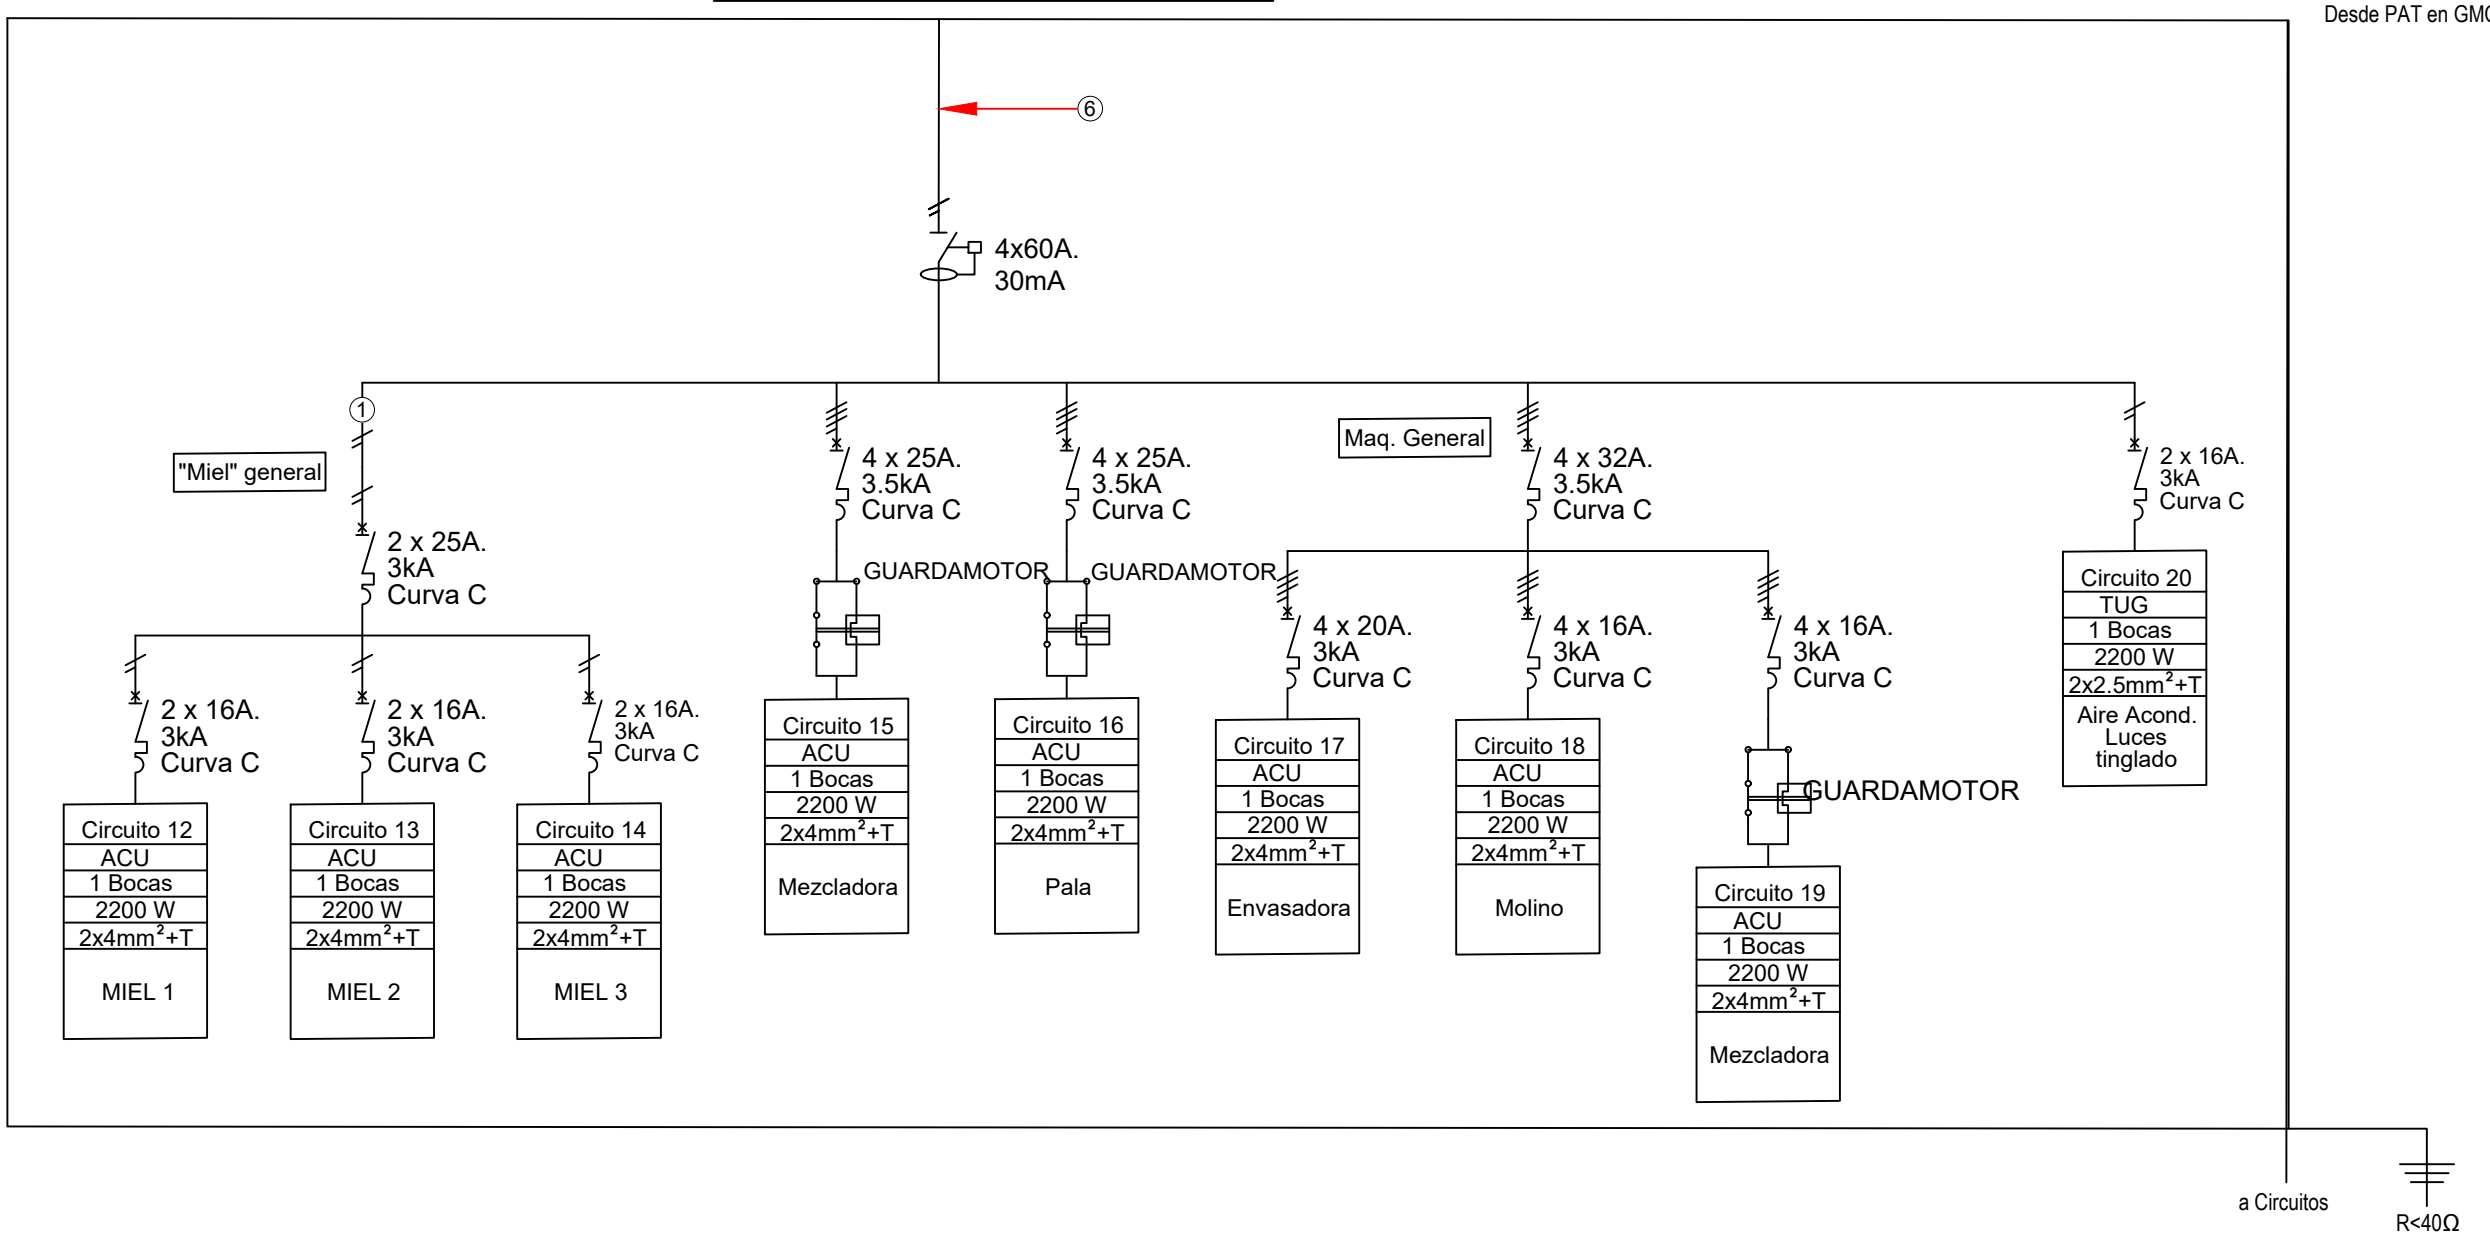 Desde PAT en GMC
6
4x60A.
30mA
1
"Miel" general
2 x 25A.
3kA
Curva C
4 x 25A.
3.5kA
Curva C
GUARDAMOTOR
4 x 25A.
3.5kA
Curva C
GUARDAMOTOR
Maq. General
4 x 32A.
3.5kA
Curva C
2 x 16A.
3kA
Curva C
2 x 16A.
3kA
Curva C
2 x 16A.
3kA
Curva C
2 x 16A.
3kA
Curva C
4 x 20A.
3kA
Curva C
4 x 16A.
3kA
Curva C
4 x 16A.
3kA
Curva C
GUARDAMOTOR
Circuito 12
ACU
1 Bocas
2200 W
2x4mm²+T
MIEL 1
Circuito 13
ACU
1 Bocas
2200 W
2x4mm²+T
MIEL 2
Circuito 14
ACU
1 Bocas
2200 W
2x4mm²+T
MIEL 3
Circuito 15
ACU
1 Bocas
2200 W
2x4mm²+T
Mezcladora
Circuito 16
ACU
1 Bocas
2200 W
2x4mm²+T
Pala
Circuito 17
ACU
1 Bocas
2200 W
2x4mm²+T
Envasadora
Circuito 18
ACU
1 Bocas
2200 W
2x4mm²+T
Molino
Circuito 19
ACU
1 Bocas
2200 W
2x4mm²+T
Mezcladora
Circuito 20
TUG
1 Bocas
2200 W
2x2.5mm²+T
Aire Acond.
Luces
tinglado
a Circuitos
R<40Ω